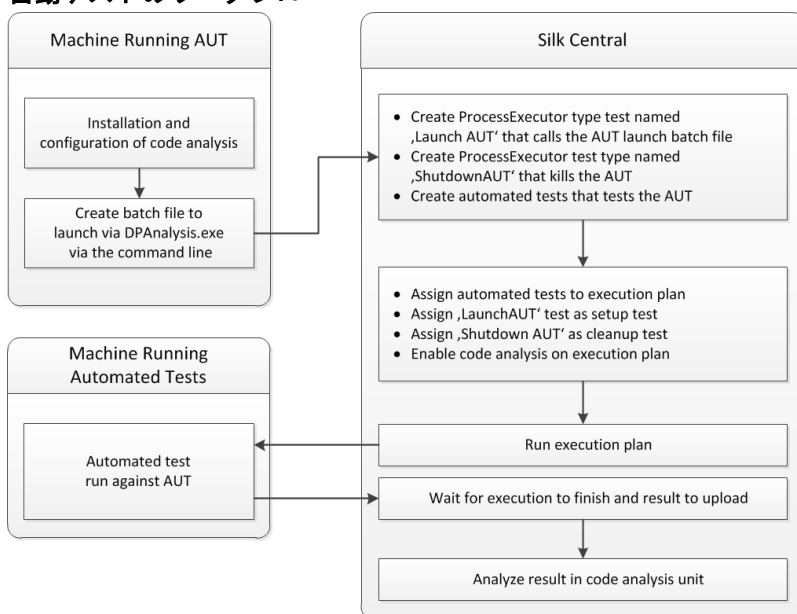 Machine Running AUT
Installation and
configuration of code analysis
Create batch file to
launch via DPAnalysis.exe
via the command line
Silk Central
• Create ProcessExecutor type test named
‚Launch AUT‘ that calls the AUT launch batch file
• Create ProcessExecutor test type named
‚ShutdownAUT‘ that kills the AUT
• Create automated tests that tests the AUT
• Assign automated tests to execution plan
• Assign ‚LaunchAUT‘ test as setup test
• Assign ‚Shutdown AUT‘ as cleanup test
• Enable code analysis on execution plan
Run execution plan
Machine Running
Automated Tests
Automated test
run against AUT
Wait for execution to finish and result to upload
Analyze result in code analysis unit